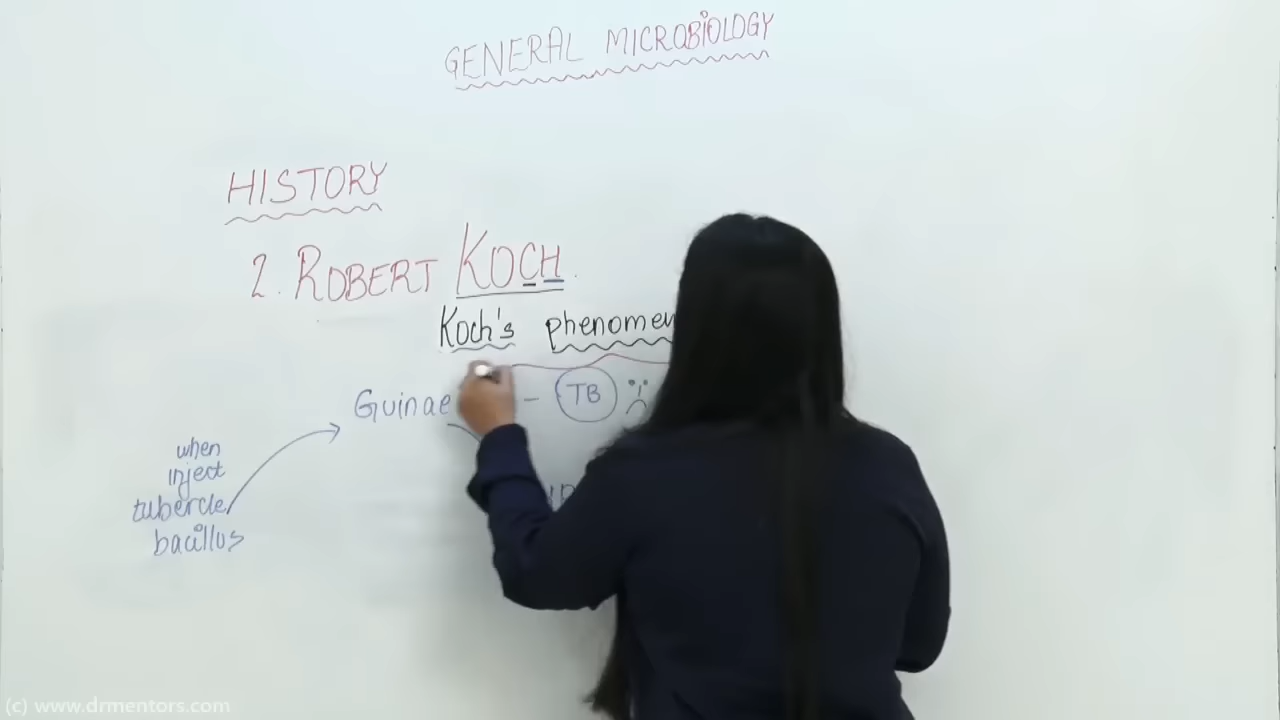 GENERAL MICROBIOLOGY
HISTORY
2. ROBERT KOCH.
Koch's phenomen
Guinae - TB
when
inject
tubercle
bacillus
(c) www.drmentors.com